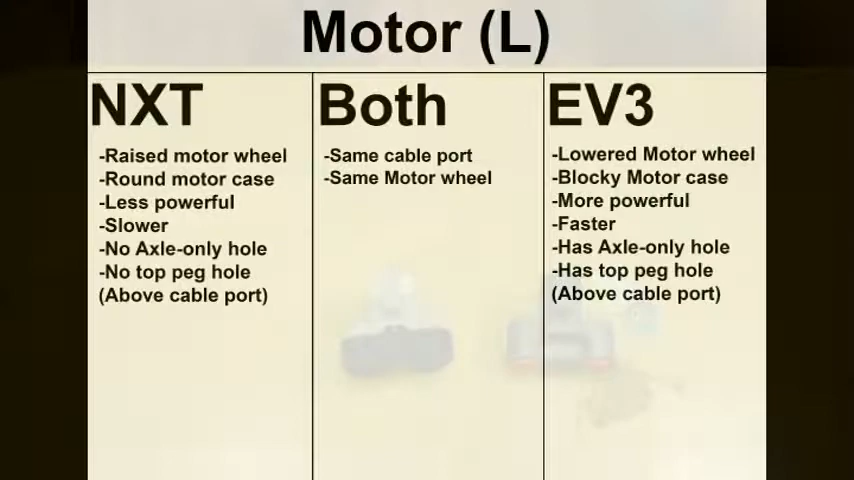 Motor (L)
NXT
-Raised motor wheel
-Round motor case
-Less powerful
-Slower
-No Axle-only hole
-No top peg hole
(Above cable port)
Both
-Same cable port
-Same Motor wheel
EV3
-Lowered Motor wheel
-Blocky Motor case
-More powerful
-Faster
-Has Axle-only hole
-Has top peg hole
(Above cable port)